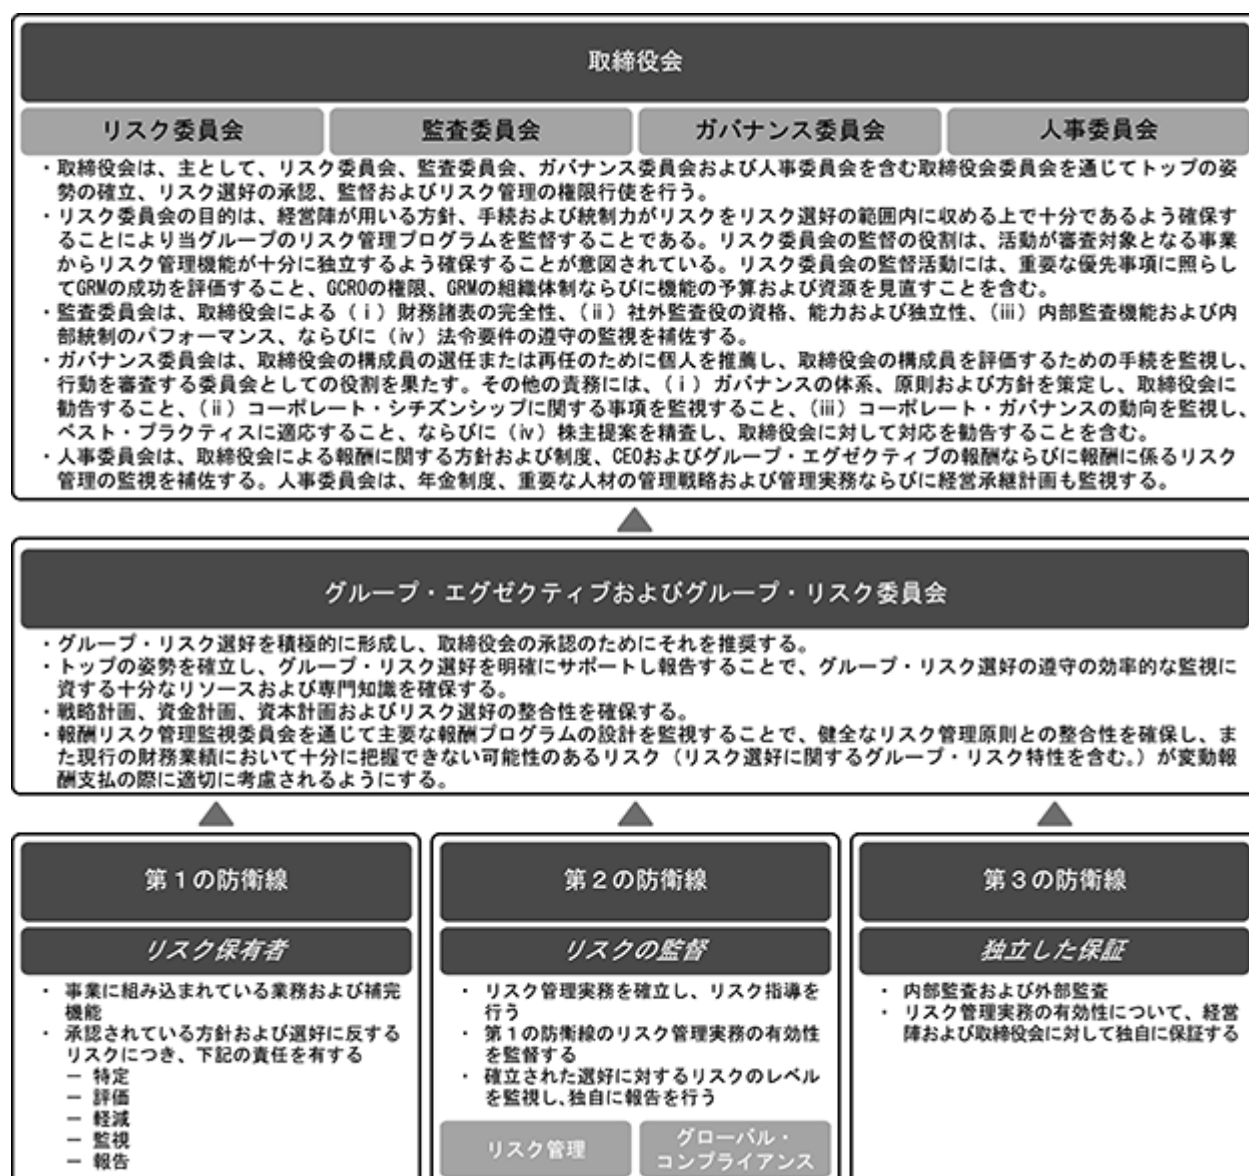 取締役会
リスク委員会
監査委員会
ガバナンス委員会
人事委員会
・取締役会は、主として、リスク委員会、監査委員会、ガバナンス委員会および人事委員会を含む取締役会委員会を通じてトップの姿
勢の確立、リスク選好の承認、監督およびリスク管理の権限行使を行う。
・リスク委員会の目的は、経営陣が用いる方針、手続および統制力がリスクをリスク選好の範囲内に収める上で十分であるよう確保す
ることにより当グループのリスク管理プログラムを監督することである。リスク委員会の監督の役割は、活動が審査対象となる事業
からリスク管理機能が十分に独立するよう確保することが意図されている。リスク委員会の監督活動には、重要な優先事項に照らし
てGRMの成功を評価すること、GCROの権限、GRMの組織体制ならびに機能の予算および資源を見直すことを含む。
・監査委員会は、取締役会による（ⅰ）財務諸表の完全性、（ⅱ）社外監査役の資格、能力および独立性、（ⅲ）内部監査機能および内
部統制のパフォーマンス、ならびに（ⅳ）法令要件の遵守の監視を補佐する。
・ガバナンス委員会は、取締役会の構成員の選任または再任のために個人を推薦し、取締役会の構成員を評価するための手続を監視し、
行動を審査する委員会としての役割を果たす。その他の責務には、（ⅰ）ガバナンスの体系、原則および方針を策定し、取締役会に
勧告すること、（ⅱ）コーポレート・シチズンシップに関する事項を監視すること、（ⅲ）コーポレート・ガバナンスの動向を監視し、
ベスト・プラクティスに適応すること、ならびに（ⅳ）株主提案を精査し、取締役会に対して対応を勧告することを含む。
・人事委員会は、取締役会による報酬に関する方針および制度、CEOおよびグループ・エグゼクティブの報酬ならびに報酬に係るリスク
管理の監視を補佐する。人事委員会は、年金制度、重要な人材の管理戦略および管理実務ならびに経営承継計画も監視する。
グループ・エグゼクティブおよびグループ・リスク委員会
・グループ・リスク選好を積極的に形成し、取締役会の承認のためにそれを推奨する。
・トップの姿勢を確立し、グループ・リスク選好を明確にサポートし報告することで、グループ・リスク選好の遵守の効率的な監視に
資する十分なリソースおよび専門知識を確保する。
・戦略計画、資金計画、資本計画およびリスク選好の整合性を確保する。
・報酬リスク管理監視委員会を通じて主要な報酬プログラムの設計を監視することで、健全なリスク管理原則との整合性を確保し、ま
た現行の財務業績において十分に把握できない可能性のあるリスク（リスク選好に関するグループ・リスク特性を含む。）が変動報
酬支払の際に適切に考慮されるようにする。
第１の防衛線
リスク保有者
・ 事業に組み込まれている業務および補完
機能
・ 承認されている方針および選好に反する
リスクにつき、下記の責任を有する
― 特定
― 評価
― 軽減
― 監視
― 報告
第２の防衛線
リスクの監督
・ リスク管理実務を確立し、リスク指導を
行う
・ 第１の防衛線のリスク管理実務の有効性
を監督する
・ 確立された選好に対するリスクのレベル
を監視し、独自に報告を行う
リスク管理
グローバル・
コンプライアンス
第３の防衛線
独立した保証
・ 内部監査および外部監査
・ リスク管理実務の有効性について、経営
陣および取締役会に対して独自に保証する